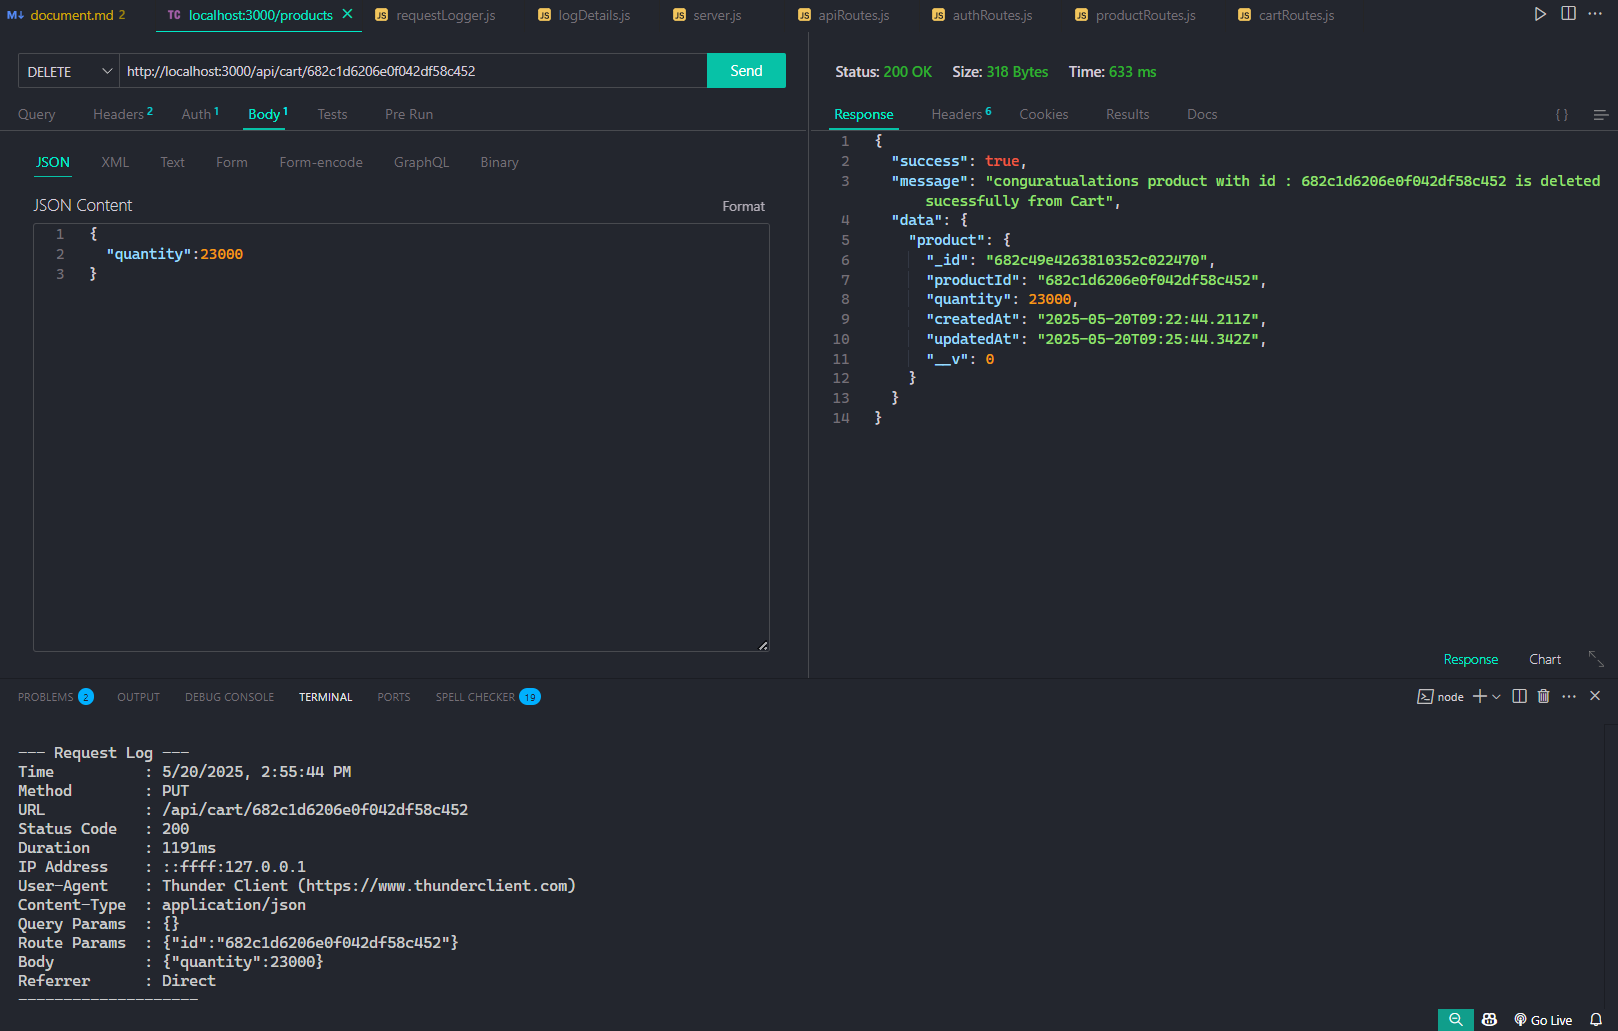 document.md 2 localhost:3000/products requestLogger.js logDetails.js server.js apiRoutes.js authRoutes.js productRoutes.js cartRoutes.js
DELETE http://localhost:3000/api/cart/682c1d6206e0f042df58c452 Send
Query Headers 2 Auth 1 Body 1 Tests Pre Run
JSON XML Text Form Form-encode GraphQL Binary
JSON Content Format
1 {
2 "quantity":23000
3 }
Status: 200 OK Size: 318 Bytes Time: 633 ms
Response Headers 6 Cookies Results Docs { }
1 {
2 "success": true,
3 "message": "conguratualations product with id : 682c1d6206e0f042df58c452 is deleted
sucessfully from Cart",
4 "data": {
5 "product": {
6 "_id": "682c49e4263810352c022470",
7 "productId": "682c1d6206e0f042df58c452",
8 "quantity": 23000,
9 "createdAt": "2025-05-20T09:22:44.211Z",
10 "updatedAt": "2025-05-20T09:25:44.342Z",
11 "__v": 0
12 }
13 }
14 }
Response Chart
PROBLEMS 2 OUTPUT DEBUG CONSOLE TERMINAL PORTS SPELL CHECKER 19 node
--- Request Log ---
Time : 5/20/2025, 2:55:44 PM
Method : PUT
URL : /api/cart/682c1d6206e0f042df58c452
Status Code : 200
Duration : 1191ms
IP Address : ::ffff:127.0.0.1
User-Agent : Thunder Client (https://www.thunderclient.com)
Content-Type : application/json
Query Params : {}
Route Params : {"id":"682c1d6206e0f042df58c452"}
Body : {"quantity":23000}
Referrer : Direct
--------------------
Go Live